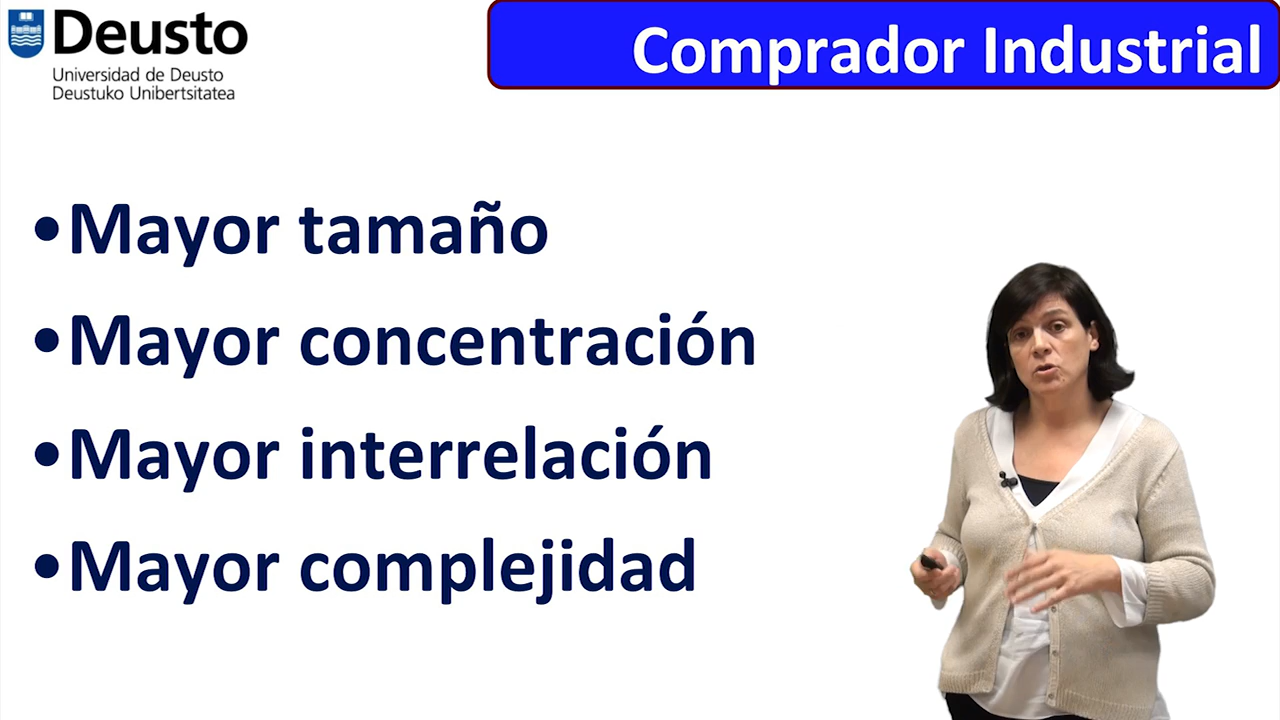 Deusto
Universidad de Deusto
Deustuko Unibertsitatea
Comprador Industrial
•Mayor tamaño
•Mayor concentración
•Mayor interrelación
•Mayor complejidad